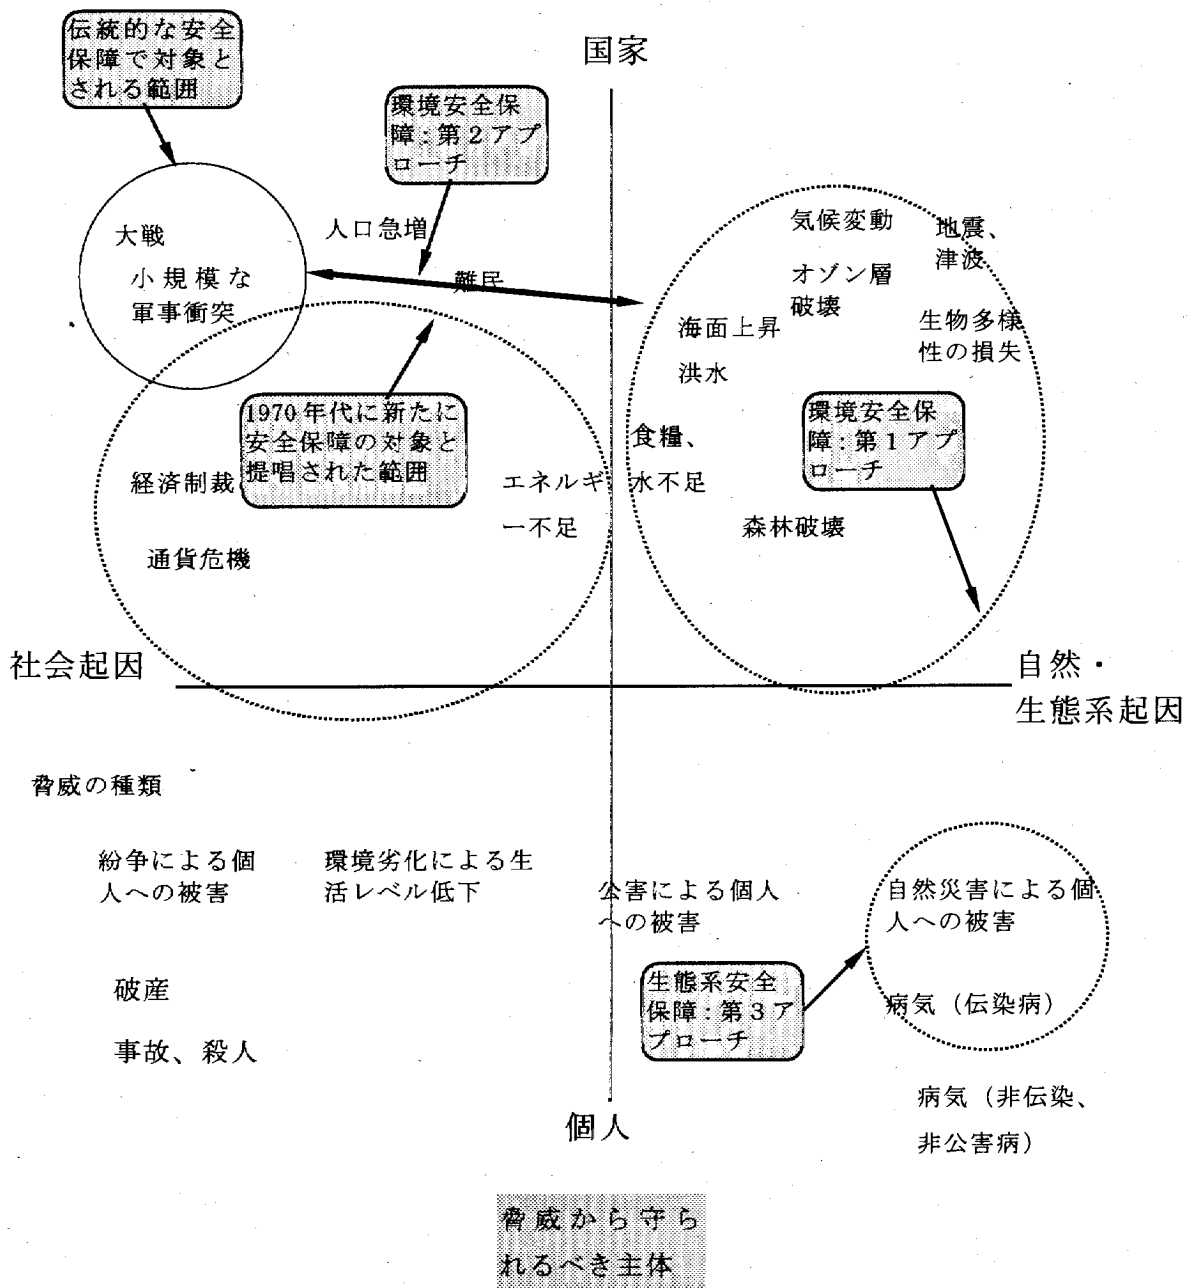 伝統的な安全
保障で対象と
される範囲
国家
環境安全保
障：第２アプ
ローチ
大戦
小規模な
軍事衝突
人口急増
難民
気候変動
地震、
津波
オゾン層
破壊
海面上昇
洪水
生物多様
性の損失
1970年代に新たに
安全保障の対象と
提唱された範囲
環境安全保
障：第１アプ
ローチ
食糧、
水不足
経済制裁
エネルギ
ー不足
通貨危機
森林破壊
社会起因
自然・
生態系起因
脅威の種類
紛争による個
人への被害
環境劣化による生
活レベル低下
公害による個人
への被害
自然災害による個
人への被害
生態系安全
保障：第３ア
プローチ
破産
事故、殺人
病気（伝染病）
病気（非伝染、
非公害病）
個人
脅威から守ら
れるべき主体